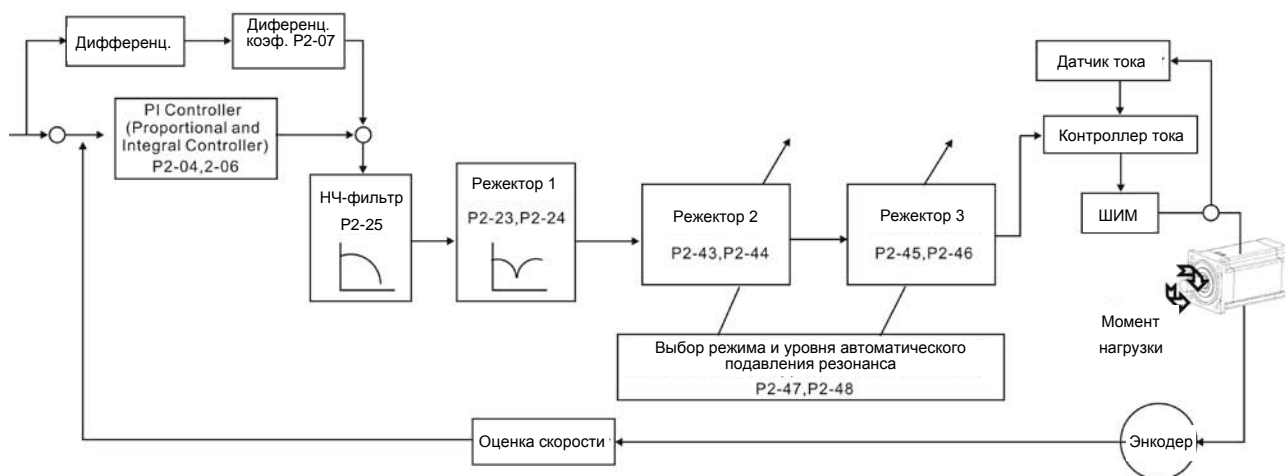 Дифференц.
Диференц.
коэф. P2-07
PI Controller
(Proportional and
Integral Controller)
P2-04,2-06
НЧ-фильтр
P2-25
Режектор 1
P2-23,P2-24
Режектор 2
P2-43,P2-44
Режектор 3
P2-45,P2-46
Датчик тока
Контроллер тока
ШИМ
Момент
нагрузки
Выбор режима и уровня автоматического
подавления резонанса
P2-47,P2-48
Оценка скорости
Энкодер